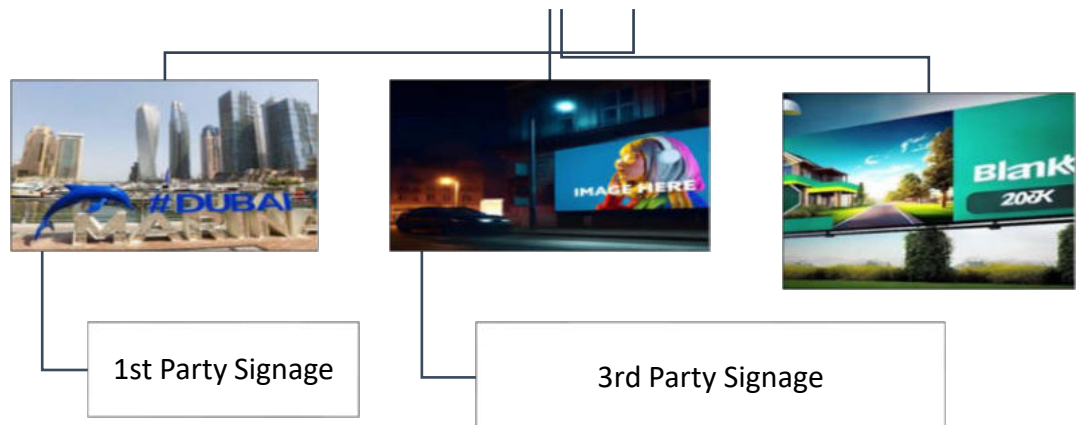 #DUBAI
MARINA
IMAGE HERE
Blank
1st Party Signage
3rd Party Signage